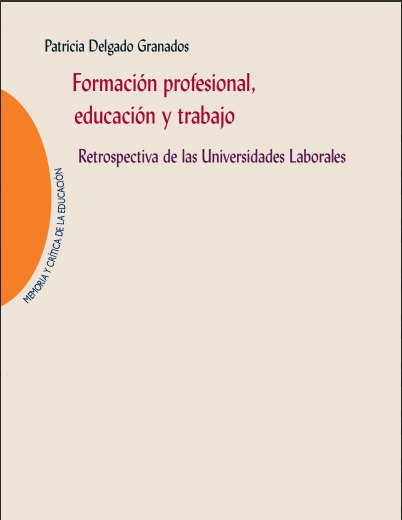 Patricia Delgado Granados
Formación profesional,
educación y trabajo
Retrospectiva de las Universidades Laborales
MEMORIA Y CRÍTICA DE LA EDUCACIÓN